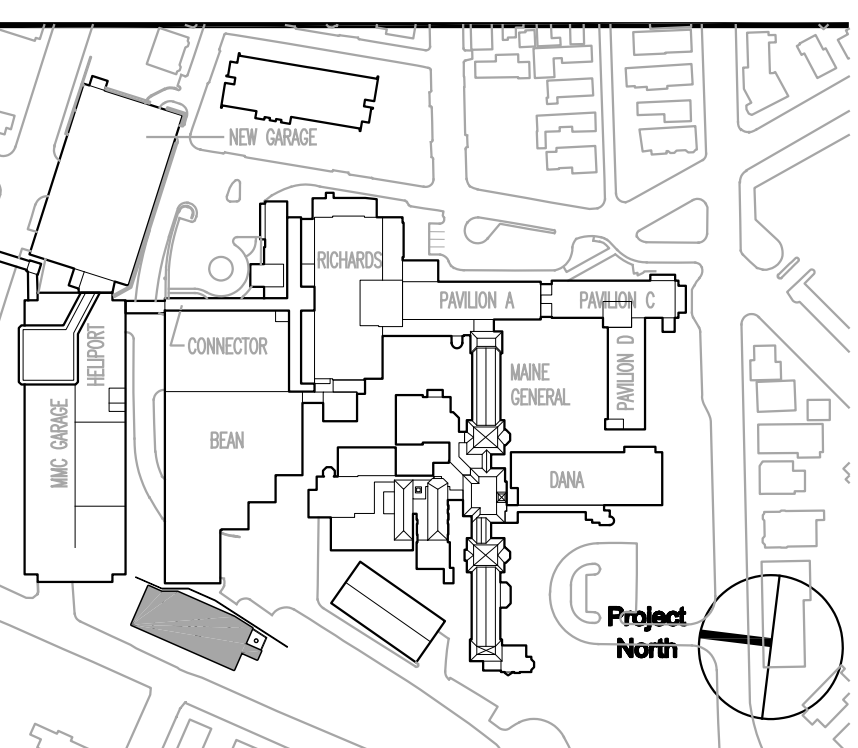 NEW GARAGE
RICHARDS
PAVILION A
PAVILION C
HELIPORT
CONNECTOR
MAINE
GENERAL
PAVILION D
MMC GARAGE
BEAN
DANA
Project
North